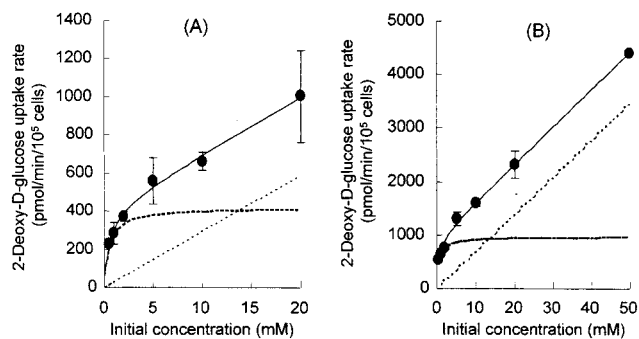 (A)
2-Deoxy-D-glucose uptake rate
(pmol/min/10⁵ cells)
1400
1200
1000
800
600
400
200
0
0 5 10 15 20
Initial concentration (mM)
(B)
2-Deoxy-D-glucose uptake rate
(pmol/min/10⁵ cells)
5000
4000
3000
2000
1000
0
0 10 20 30 40 50
Initial concentration (mM)